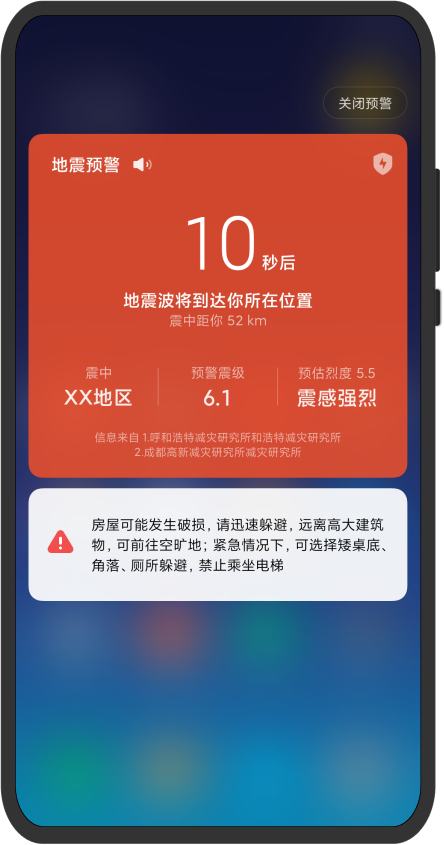 关闭预警
地震预警
10 秒后
地震波将到达你所在位置
震中距你 52 km
震中 预警震级 预估烈度 5.5
XX地区 6.1 震感强烈
信息来自 1.呼和浩特减灾研究所和浩特减灾研究所
2.成都高新减灾研究所减灾研究所
房屋可能发生破损，请迅速躲避，远离高大建筑
物，可前往空旷地；紧急情况下，可选择矮桌底、
角落、厕所躲避，禁止乘坐电梯